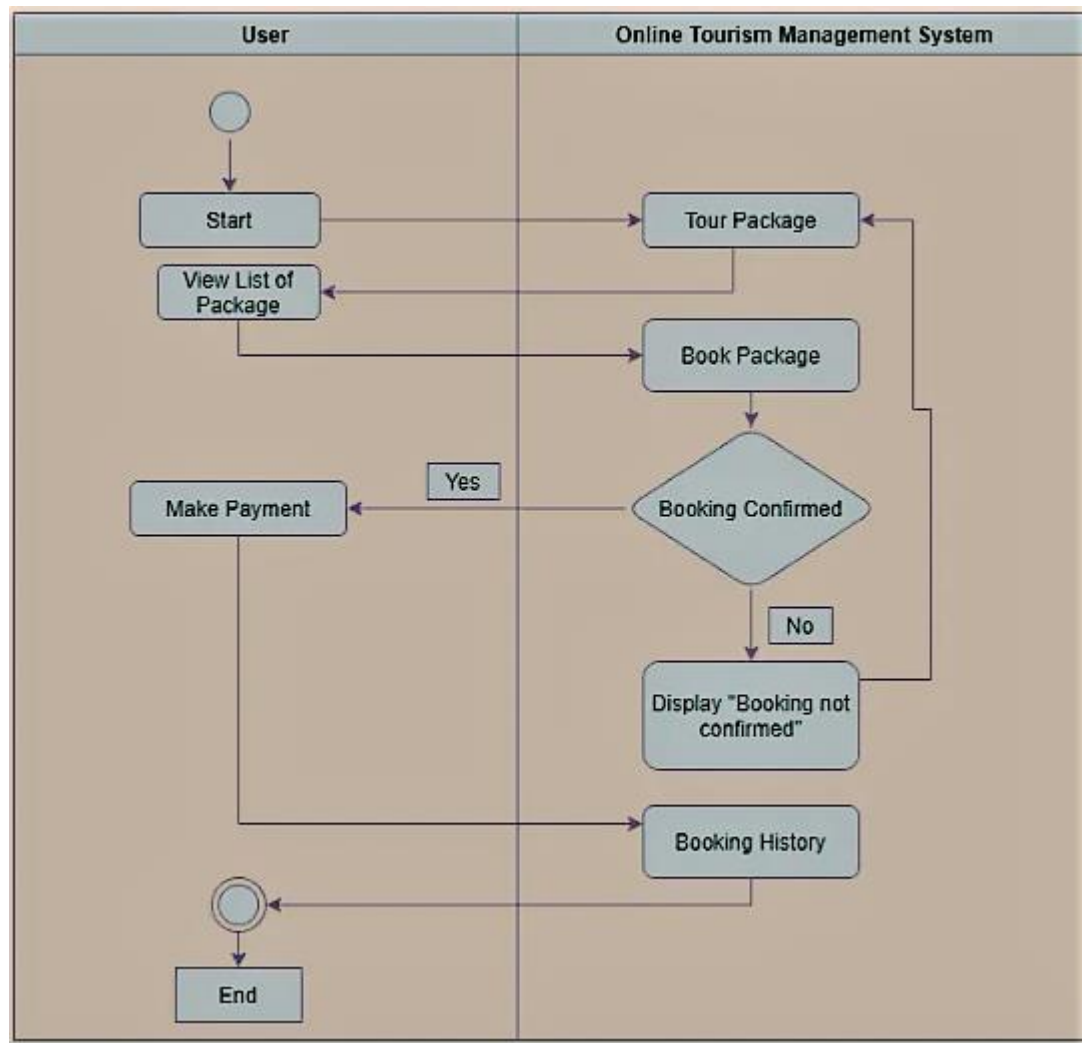 User
Online Tourism Management System
Start
Tour Package
View List of
Package
Book Package
Yes
Make Payment
Booking Confirmed
No
Display "Booking not
confirmed"
Booking History
End